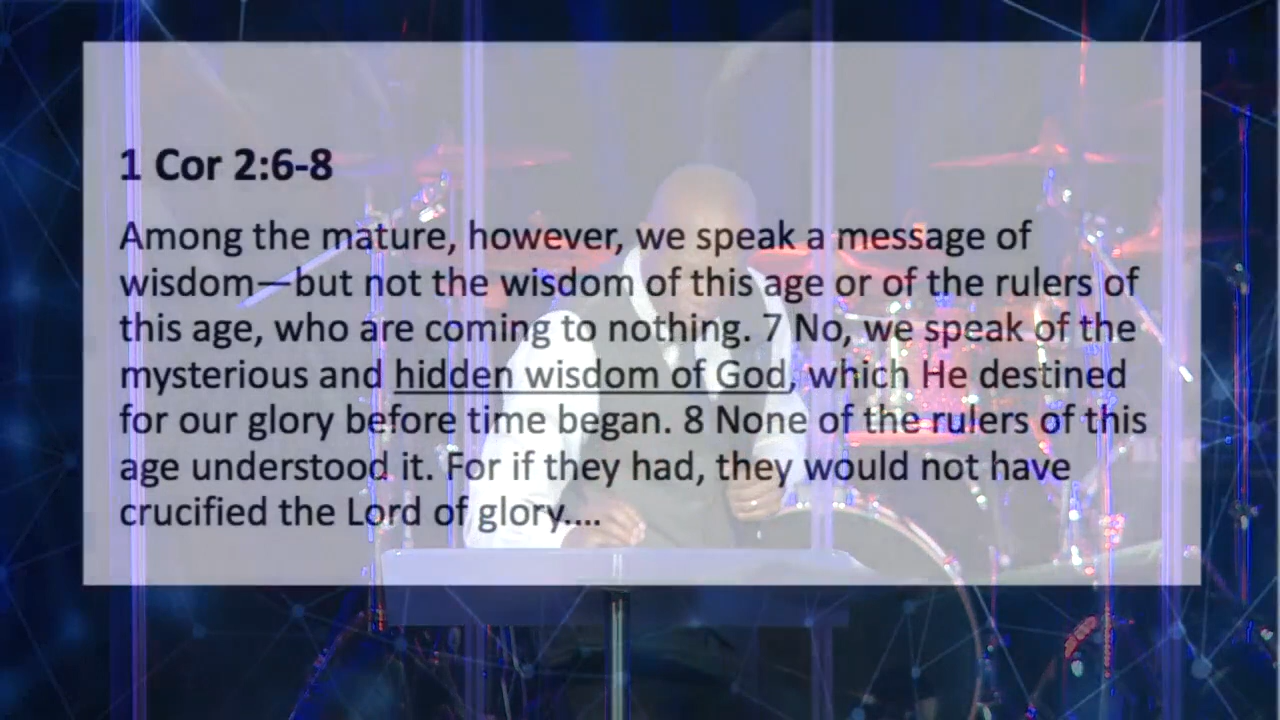 1 Cor 2:6-8
Among the mature, however, we speak a message of
wisdom—but not the wisdom of this age or of the rulers of
this age, who are coming to nothing. 7 No, we speak of the
mysterious and hidden wisdom of God, which He destined
for our glory before time began. 8 None of the rulers of this
age understood it. For if they had, they would not have
crucified the Lord of glory....